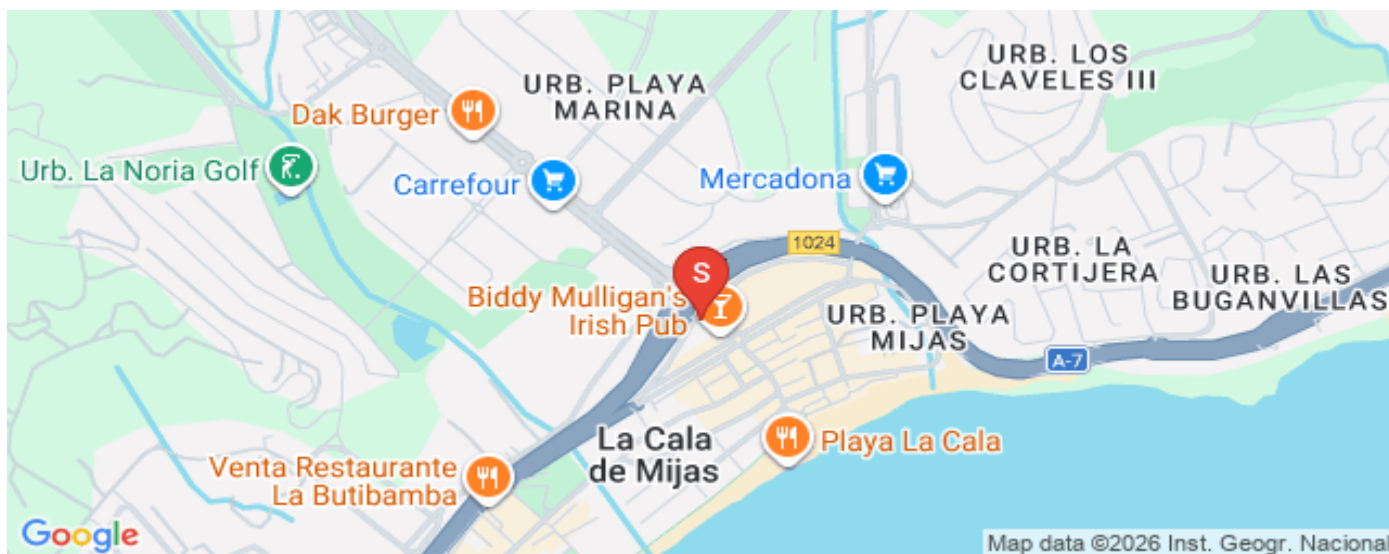 URB. LOS
CLAVELES III
URB. PLAYA
MARINA
Dak Burger
Urb. La Noria Golf
Carrefour
Mercadona
1024
URB. LA
CORTIJERA
URB. LAS
BUGANVILLAS
S
Biddy Mulligan's
Irish Pub
URB. PLAYA
MIJAS
A-7
La Cala
de Mijas
Playa La Cala
Venta Restaurante
La Butibamba
Google
Map data ©2026 Inst. Geogr. Nacional